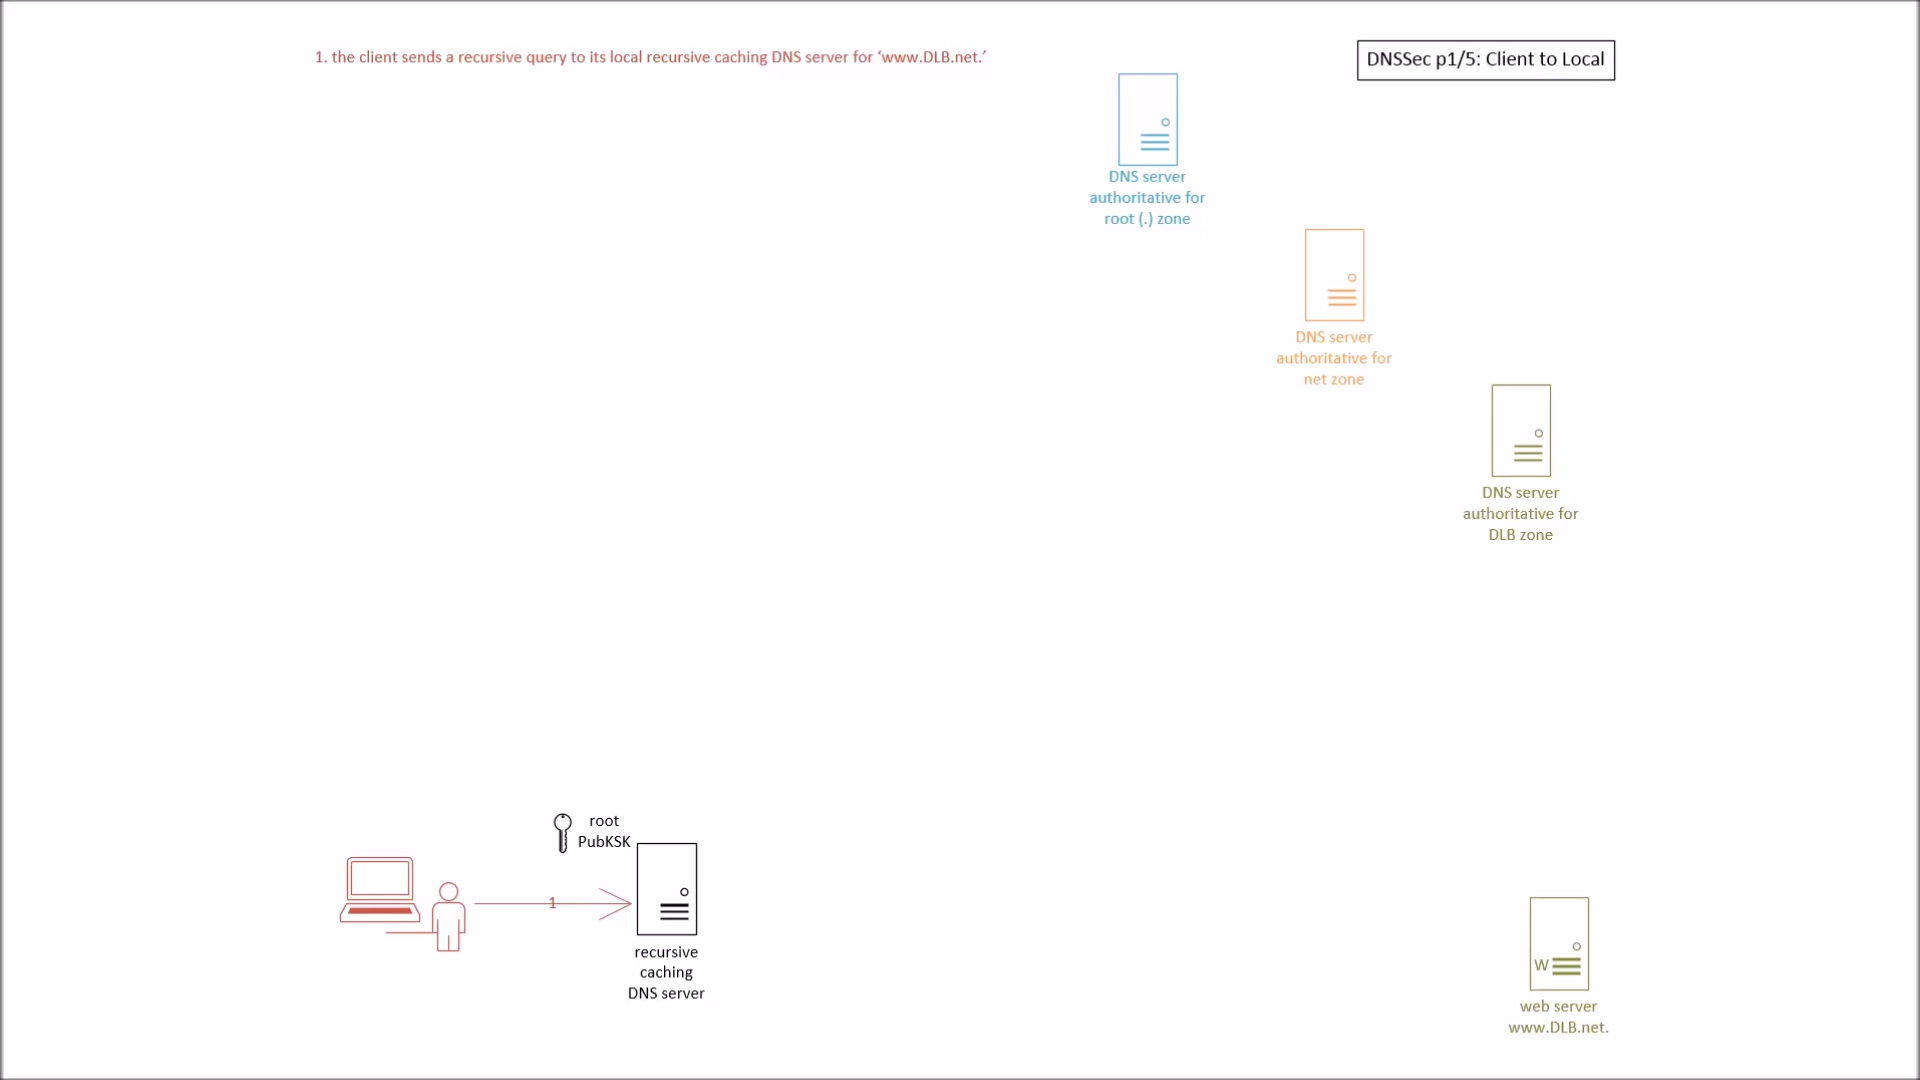 1. the client sends a recursive query to its local recursive caching DNS server for ‘www.DLB.net.’
DNSSec p1/5: Client to Local
DNS server
authoritative for
root (.) zone
DNS server
authoritative for
net zone
DNS server
authoritative for
DLB zone
root
PubKSK
1
recursive
caching
DNS server
W
web server
www.DLB.net.